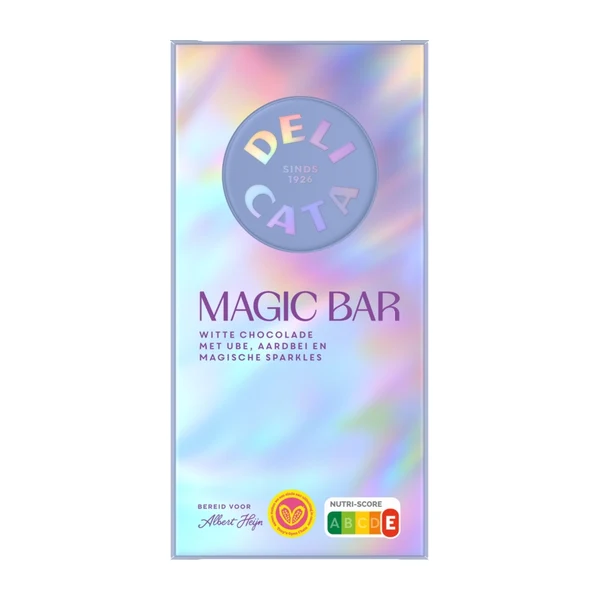 DELI
SINDS
1926
CATA
MAGIC BAR
WITTE CHOCOLADE
MET UBE, AARDBEI EN
MAGISCHE SPARKLES
BEREID VOOR
Albert Heijn
NUTRI-SCORE
A B C D E